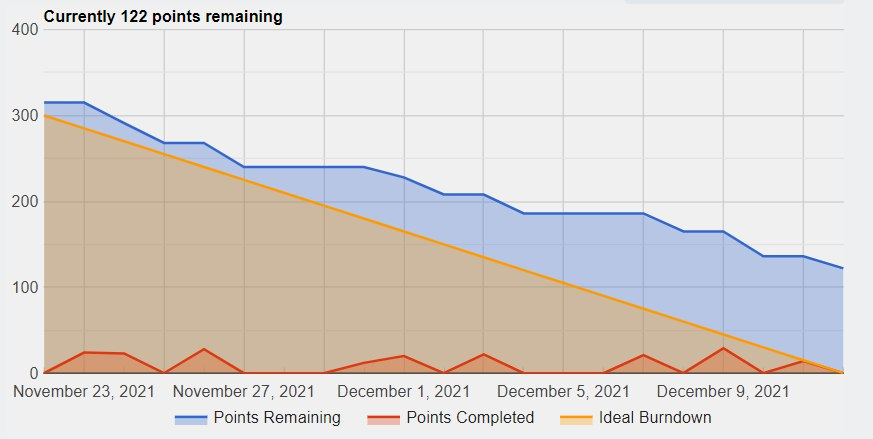 Currently 122 points remaining
400
300
200
100
0
November 23, 2021 November 27, 2021 December 1, 2021 December 5, 2021 December 9, 2021
Points Remaining Points Completed Ideal Burndown